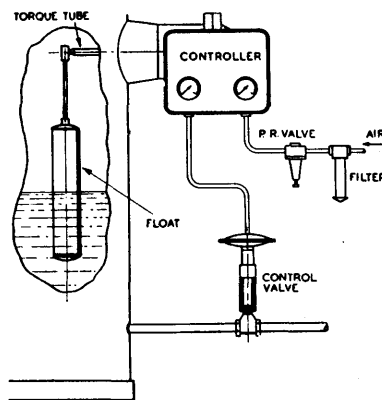 TORQUE TUBE
CONTROLLER
P.R. VALVE
AIR
FILTER
FLOAT
CONTROL
VALVE